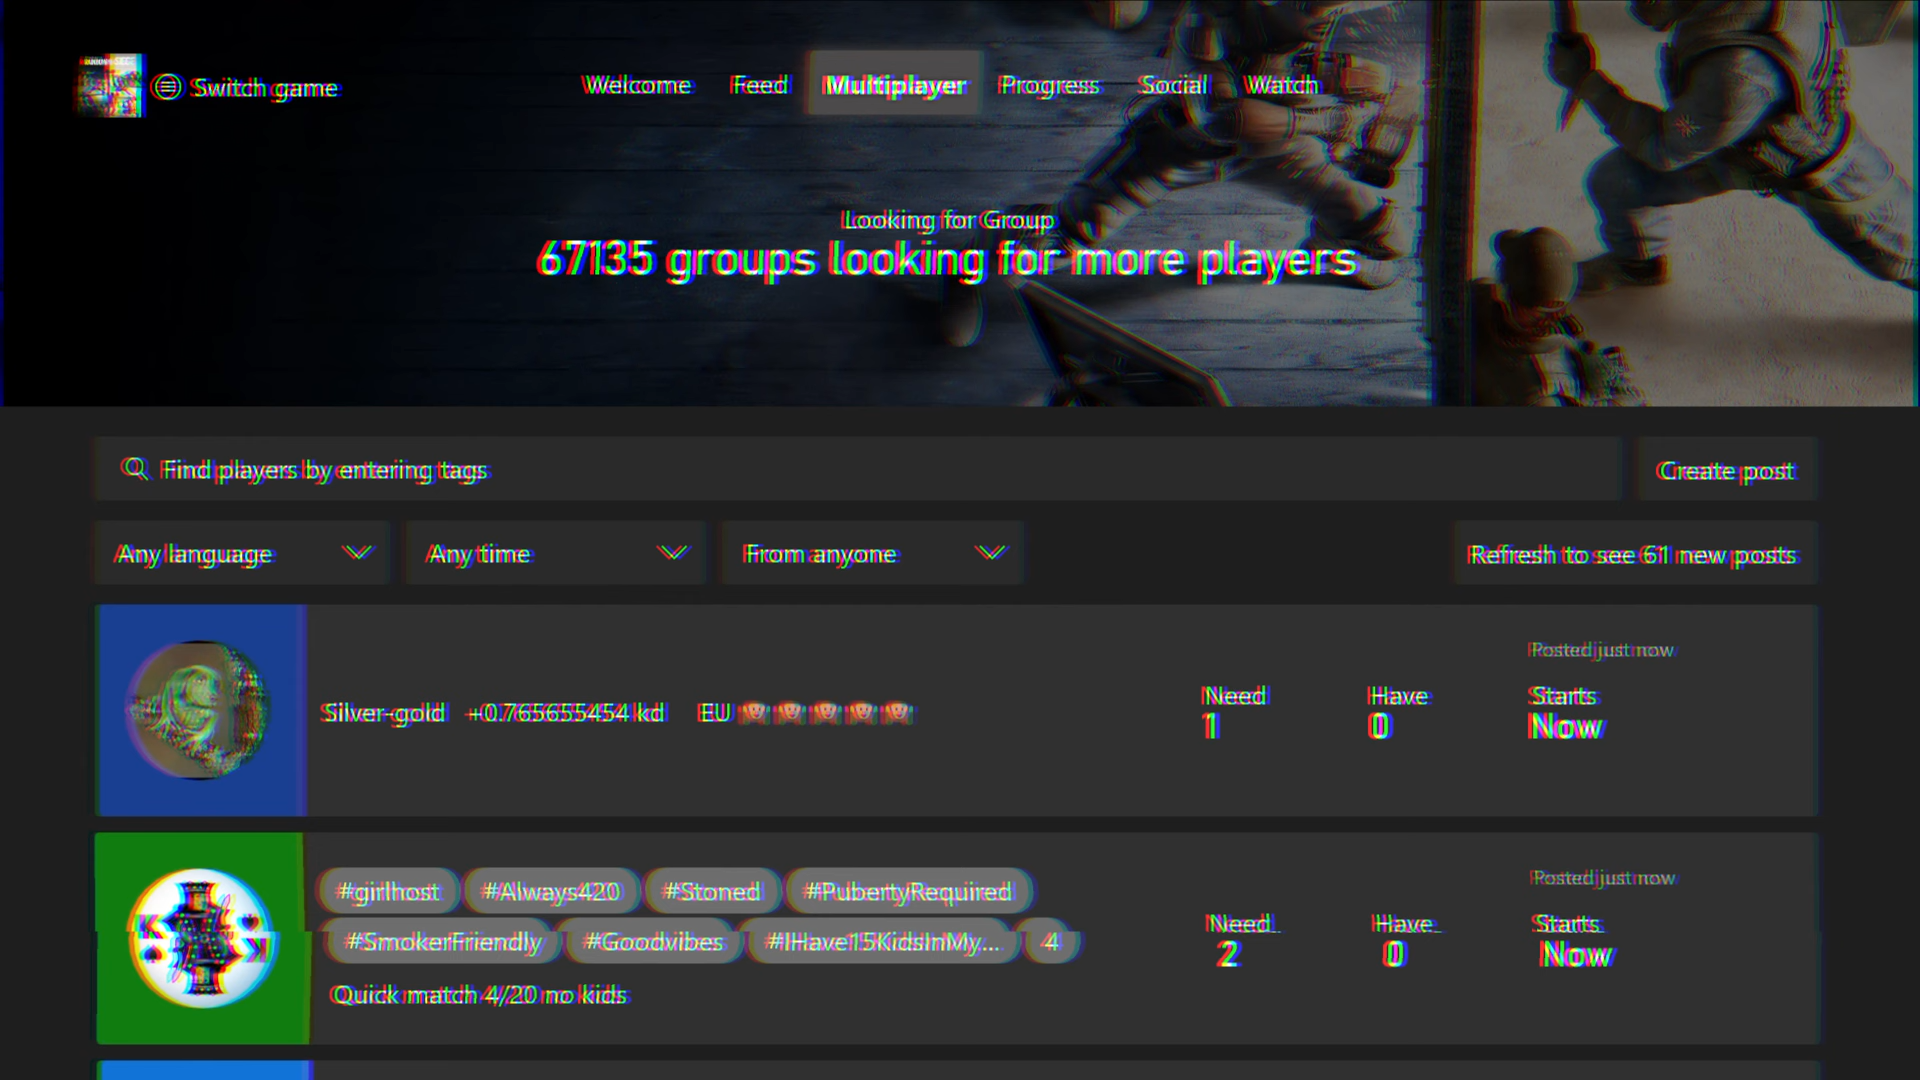 Switch game
Welcome Feed Multiplayer Progress Social Watch
Looking for Group
67135 groups looking for more players
Find players by entering tags
Create post
Any language
Any time
From anyone
Refresh to see 61 new posts
Posted just now
Silver-gold +0.765655454 kd EU
Need Have Starts
1 0 Now
Posted just now
#girlhost #Always420 #Stoned #PubertyRequired
#SmokerFriendly #Goodvibes #IHave15KidsInMy... 4
Quick match 4/20 no kids
Need Have Starts
2 0 Now
K
K